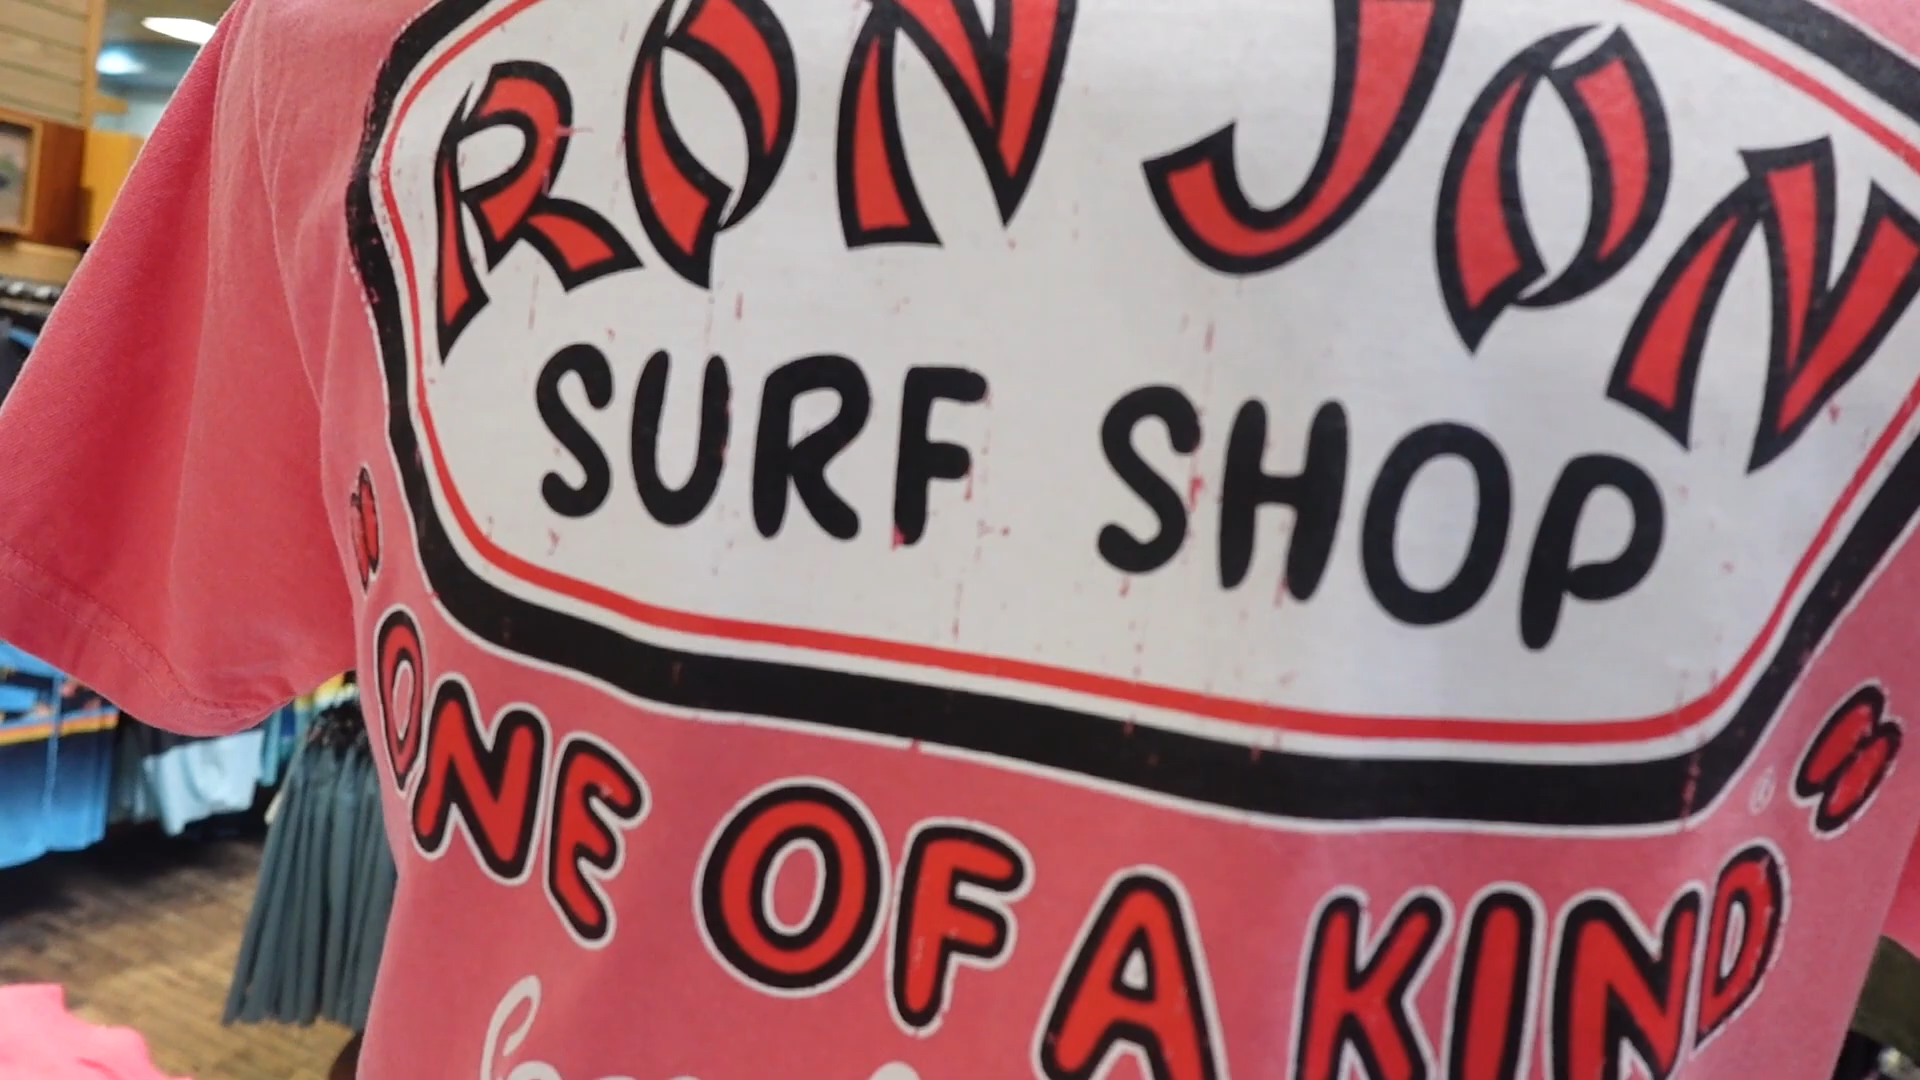 RON JON
SURF SHOP
®
"ONE OF A KIND"